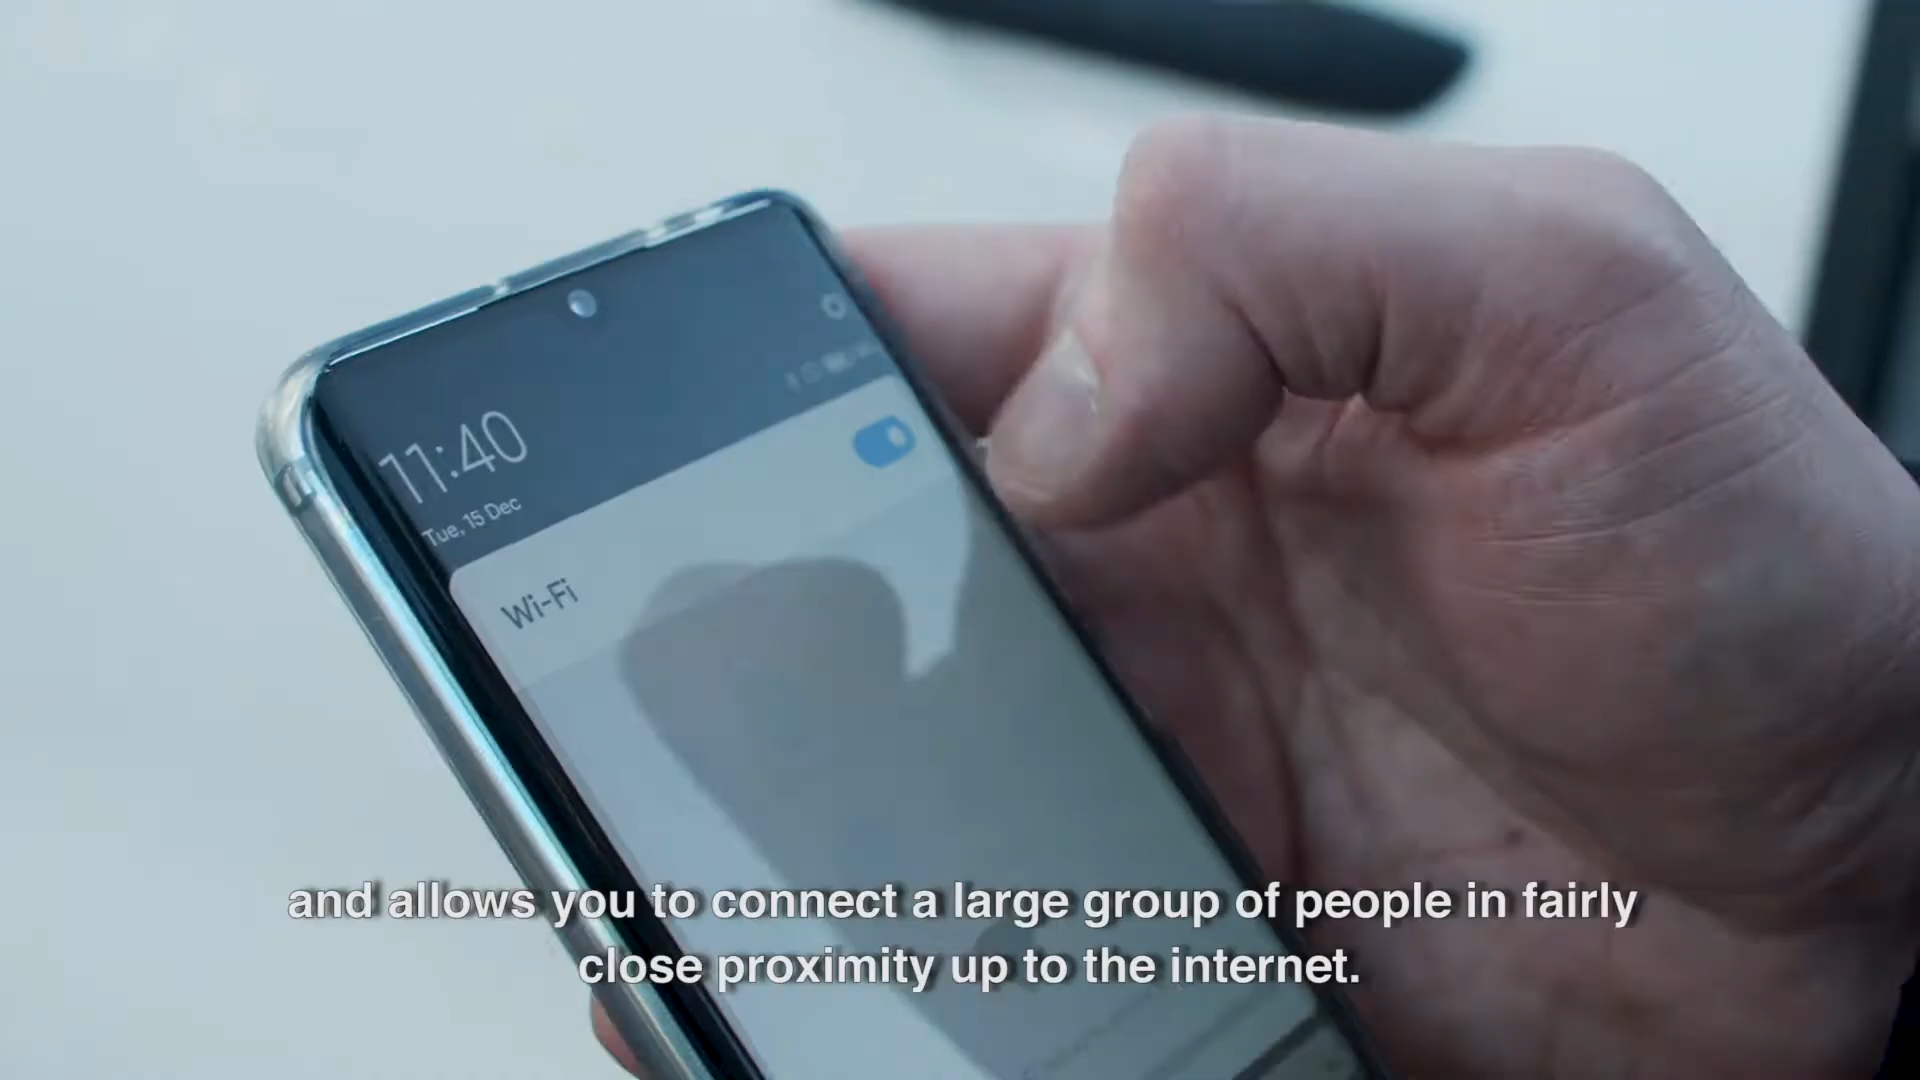 11:40
Tue, 15 Dec
Wi-Fi
and allows you to connect a large group of people in fairly
close proximity up to the internet.